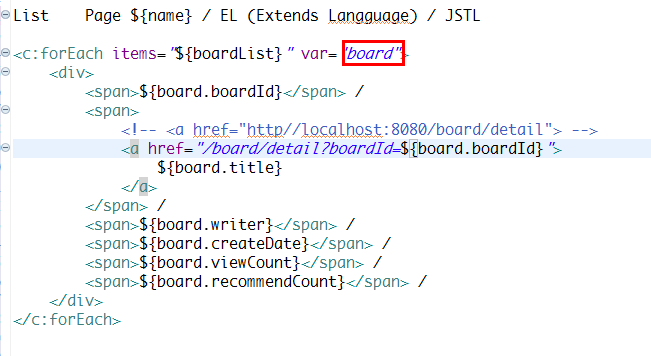 List    Page ${name} / EL (Extends Langguage) / JSTL
<c:forEach items="${boardList}" var="board">
    <div>
        <span>${board.boardId}</span> /
        <span>
            <!-- <a href="http//localhost:8080/board/detail"> -->
            <a href="/board/detail?boardId=${board.boardId}">
                ${board.title}
            </a>
        </span> /
        <span>${board.writer}</span> /
        <span>${board.createDate}</span> /
        <span>${board.viewCount}</span> /
        <span>${board.recommendCount}</span> /
    </div>
</c:forEach>